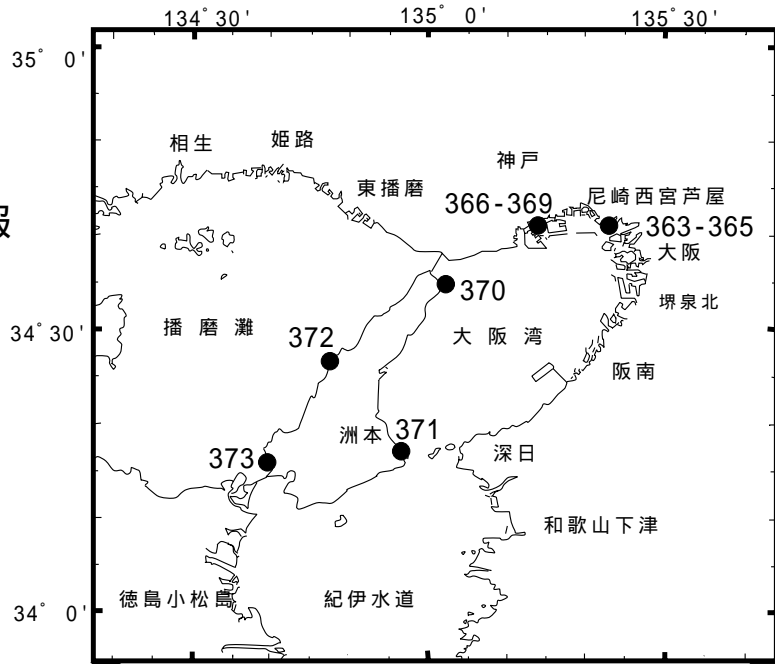 134°30'
135° 0'
135°30'
35° 0'
相生
姫路
神戸
東播磨
尼崎西宮芦屋
366-369
363-365
報
大阪
370
堺泉北
播磨灘
大阪湾
34°30'
372
阪南
洲本
371
373
深日
和歌山下津
徳島小松島
紀伊水道
34° 0'